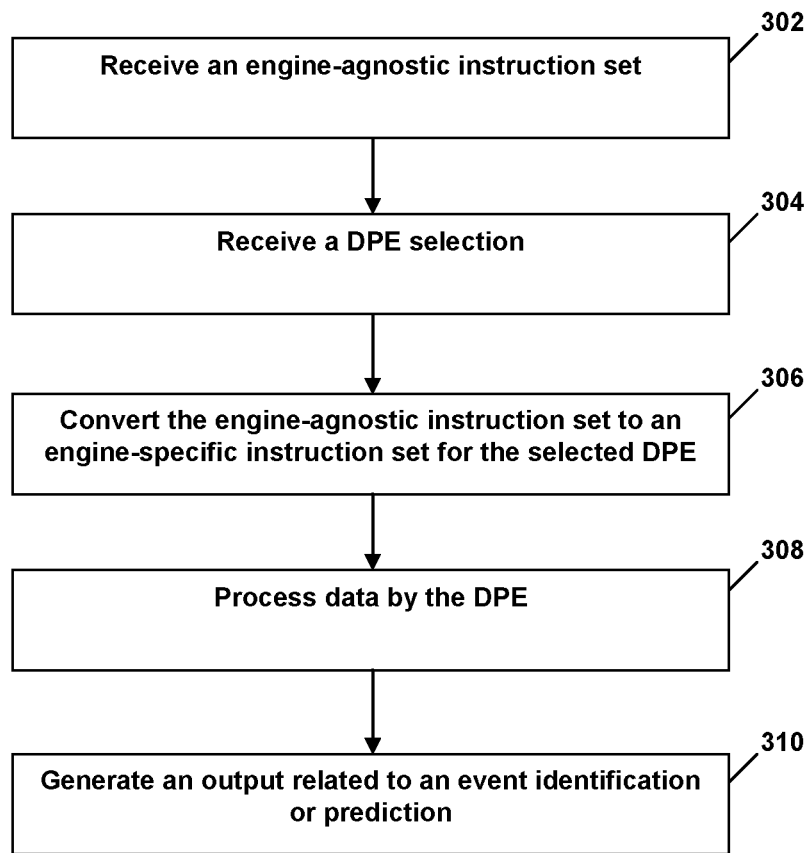 302
Receive an engine-agnostic instruction set
304
Receive a DPE selection
306
Convert the engine-agnostic instruction set to an
engine-specific instruction set for the selected DPE
308
Process data by the DPE
310
Generate an output related to an event identification
or prediction